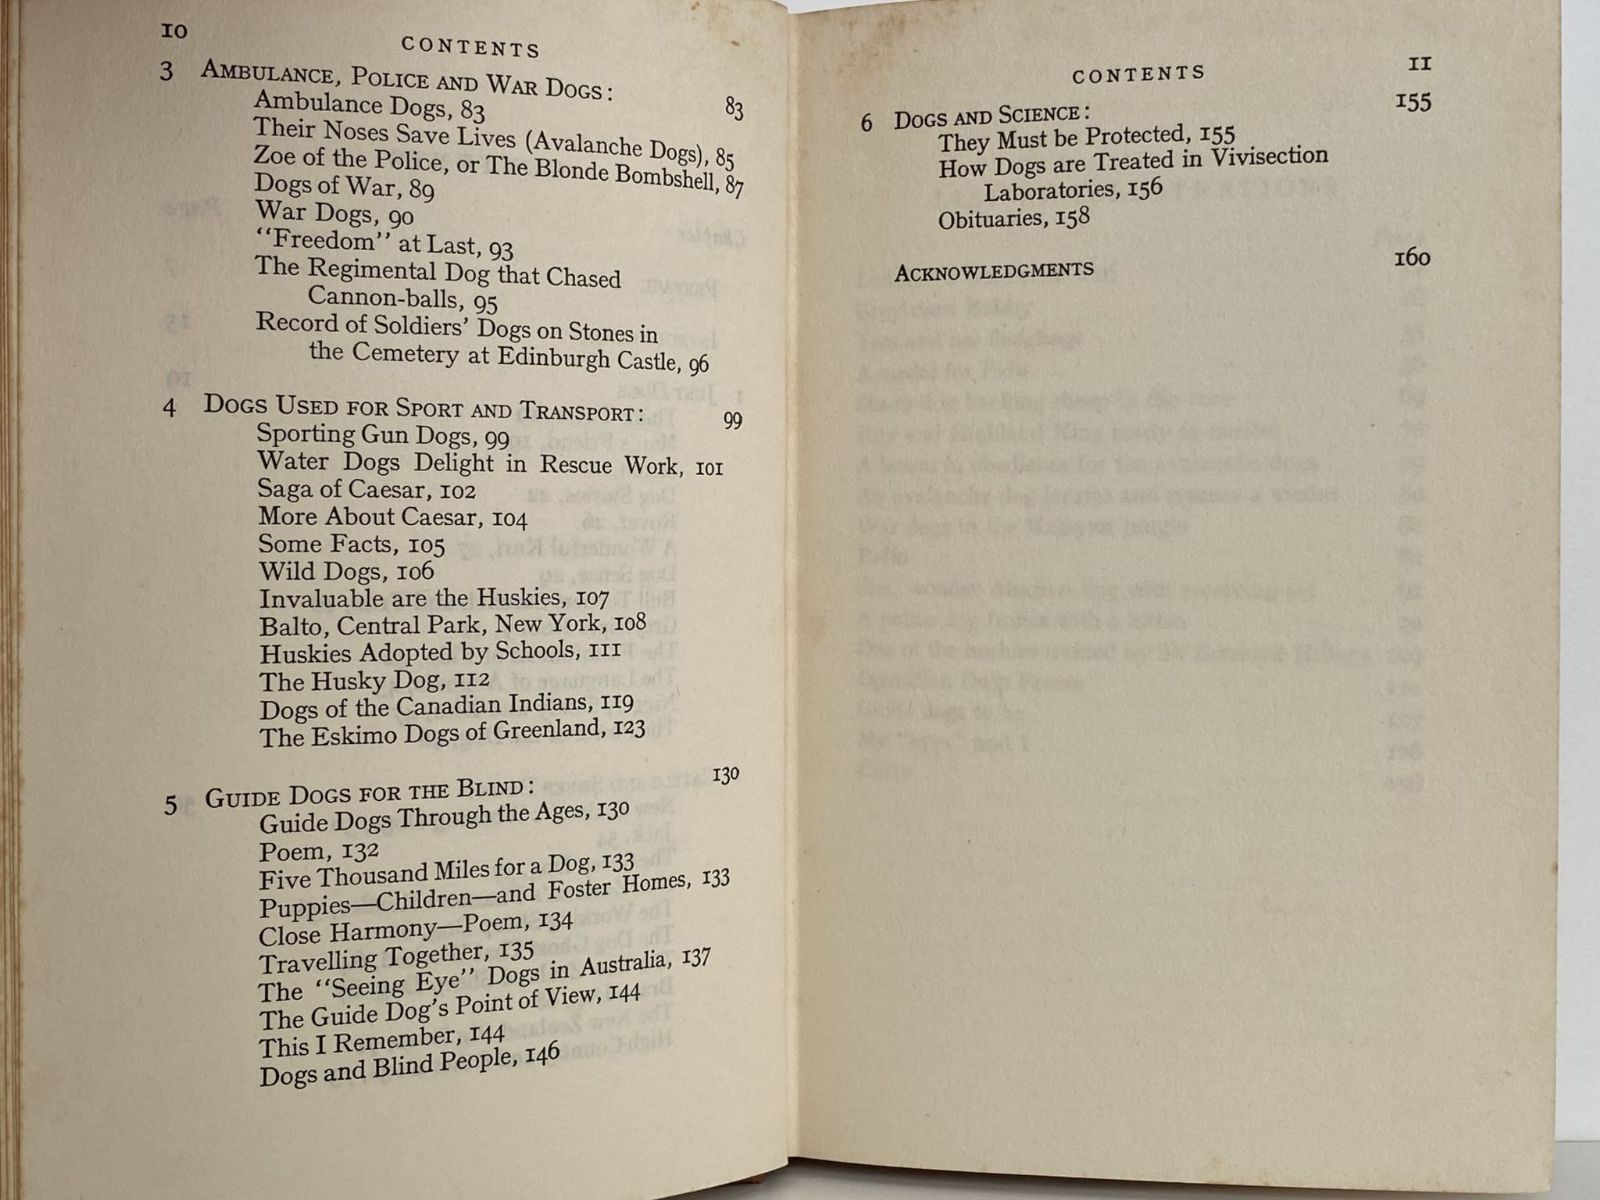 10
CONTENTS
3 AMBULANCE, POLICE AND WAR DOGS: 83
Ambulance Dogs, 83
Their Noses Save Lives (Avalanche Dogs), 85
Zoe of the Police, or The Blonde Bombshell, 87
Dogs of War, 89
War Dogs, 90
"Freedom" at Last, 93
The Regimental Dog that Chased
Cannon-balls, 95
Record of Soldiers' Dogs on Stones in
the Cemetery at Edinburgh Castle, 96
4 DOGS USED FOR SPORT AND TRANSPORT: 99
Sporting Gun Dogs, 99
Water Dogs Delight in Rescue Work, 101
Saga of Caesar, 102
More About Caesar, 104
Some Facts, 105
Wild Dogs, 106
Invaluable are the Huskies, 107
Balto, Central Park, New York, 108
Huskies Adopted by Schools, 111
The Husky Dog, 112
Dogs of the Canadian Indians, 119
The Eskimo Dogs of Greenland, 123
5 GUIDE DOGS FOR THE BLIND: 130
Guide Dogs Through the Ages, 130
Poem, 132
Five Thousand Miles for a Dog, 133
Puppies—Children—and Foster Homes, 133
Close Harmony—Poem, 134
Travelling Together, 135
The "Seeing Eye" Dogs in Australia, 137
The Guide Dog's Point of View, 144
This I Remember, 144
Dogs and Blind People, 146
CONTENTS
11
6 DOGS AND SCIENCE: 155
They Must be Protected, 155
How Dogs are Treated in Vivisection
Laboratories, 156
Obituaries, 158
ACKNOWLEDGMENTS 160